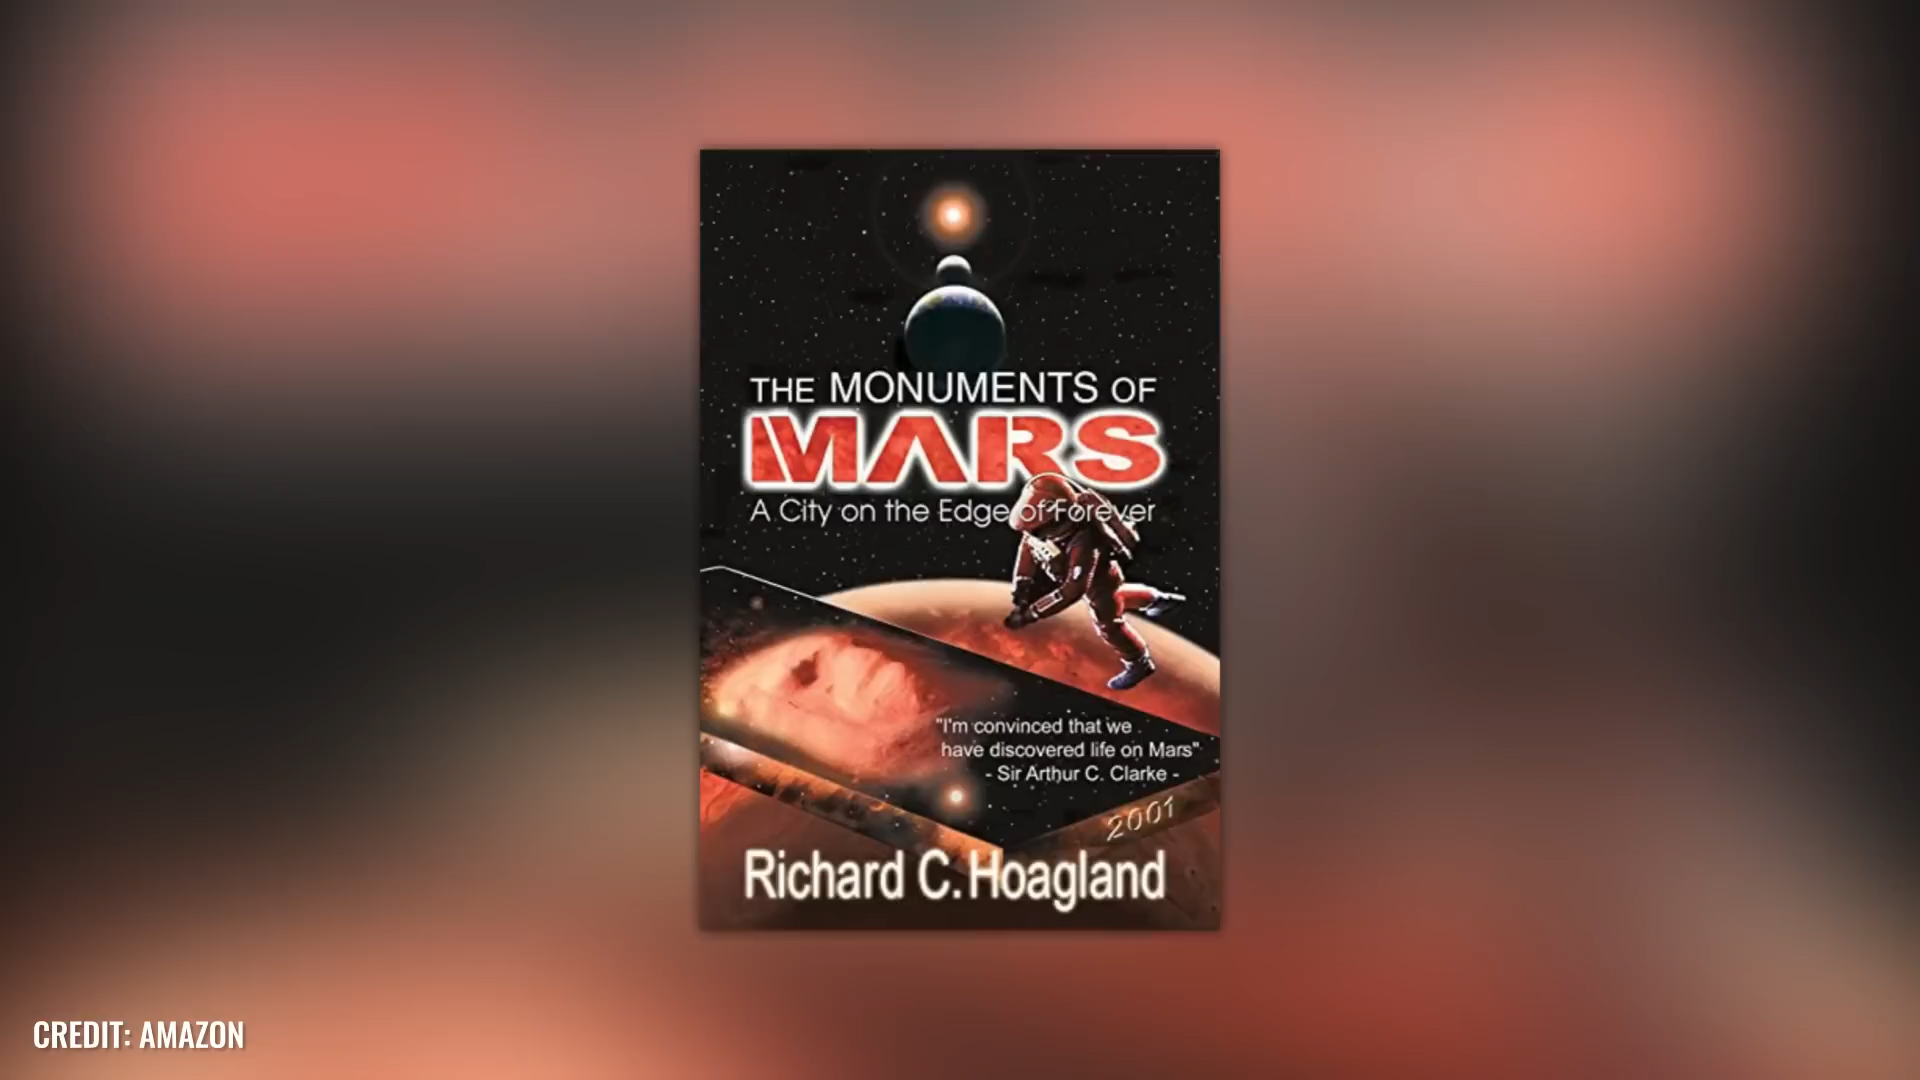 THE MONUMENTS OF
MARS
A City on the Edge of Forever
"I'm convinced that we
have discovered life on Mars"
- Sir Arthur C. Clarke -
2001
Richard C. Hoagland
CREDIT: AMAZON